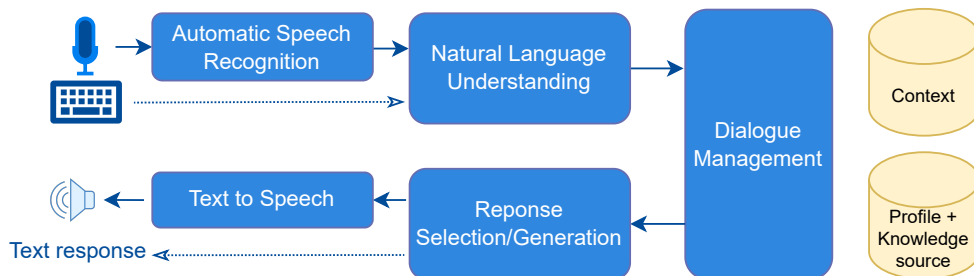 Automatic Speech
Recognition
Natural Language
Understanding
Dialogue
Management
Context
Text to Speech
Reponse
Selection/Generation
Profile +
Knowledge
source
Text response